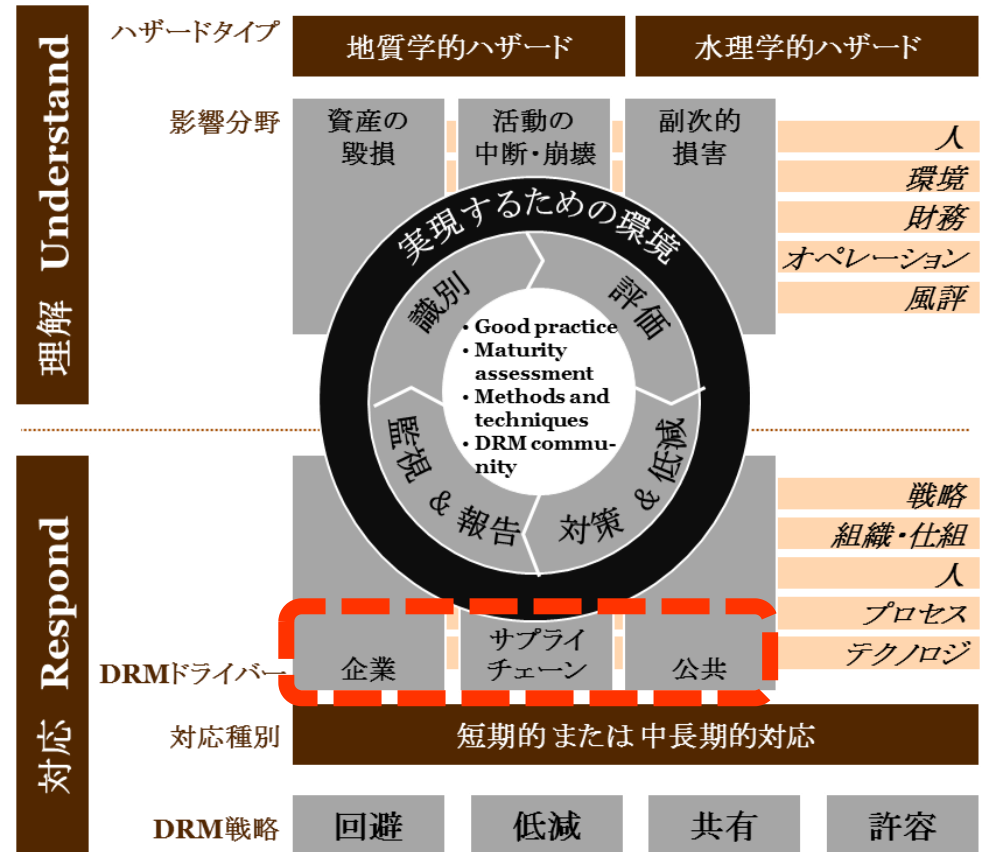 理解 Understand
ハザードタイプ
地質学的ハザード
水理学的ハザード
影響分野
資産の
毀損
活動の
中断・崩壊
副次的
損害
人
環境
財務
オペレーション
風評
実現するための環境
識別
評価
監視 & 報告
対策 & 低減
• Good practice
• Maturity
assessment
• Methods and
techniques
• DRM commu-
nity
対応 Respond
戦略
組織・仕組
人
プロセス
テクノロジ
DRMドライバー
企業
サプライ
チェーン
公共
対応種別
短期的または中長期的対応
DRM戦略
回避
低減
共有
許容